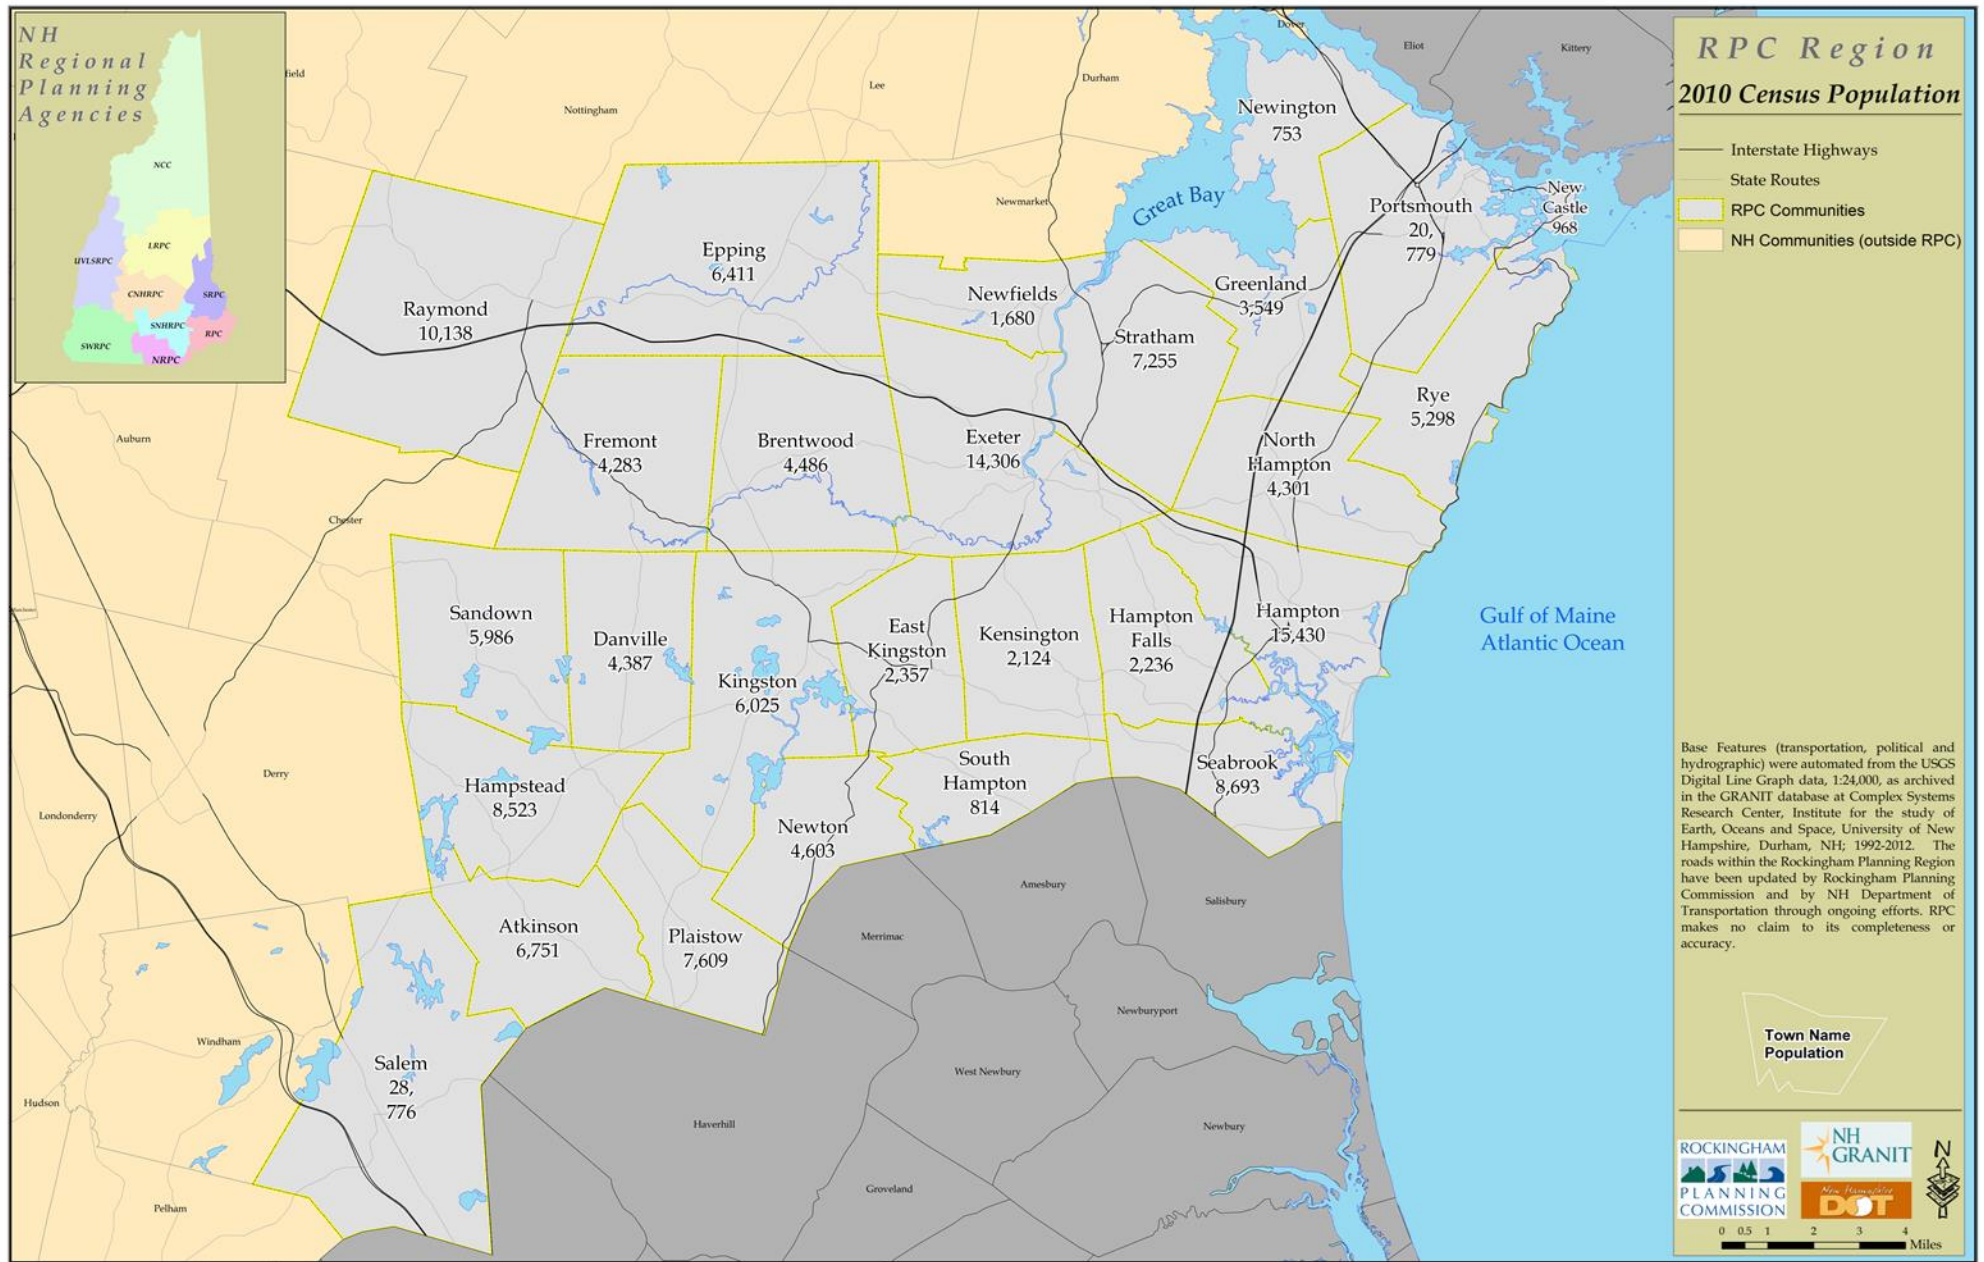 NH
Regional
Planning
Agencies
NCC
LRPC
UVLSRPC
CNHRPC
SRPC
SNHRPC
RPC
SWRPC
NRPC
field
Nottingham
Lee
Durham
Dover
Eliot
Kittery
Newmarket
Great Bay
Newington
753
Portsmouth
20,
779
New
Castle
968
Epping
6,411
Raymond
10,138
Newfields
1,680
Greenland
3,549
Stratham
7,255
Rye
5,298
Auburn
Fremont
4,283
Brentwood
4,486
Exeter
14,306
North
Hampton
4,301
Chester
Sandown
5,986
Danville
4,387
Kingston
6,025
East
Kingston
2,357
Kensington
2,124
Hampton
Falls
2,236
Hampton
15,430
Gulf of Maine
Atlantic Ocean
Derry
Londonderry
Hampstead
8,523
South
Hampton
814
Seabrook
8,693
Newton
4,603
Atkinson
6,751
Plaistow
7,609
Amesbury
Salisbury
Merrimac
Newburyport
West Newbury
Windham
Salem
28,
776
Hudson
Haverhill
Newbury
Groveland
Pelham
RPC Region
2010 Census Population
Interstate Highways
State Routes
RPC Communities
NH Communities (outside RPC)
Base Features (transportation, political and
hydrographic) were automated from the USGS
Digital Line Graph data, 1:24,000, as archived
in the GRANIT database at Complex Systems
Research Center, Institute for the study of
Earth, Oceans and Space, University of New
Hampshire, Durham, NH; 1992-2012. The
roads within the Rockingham Planning Region
have been updated by Rockingham Planning
Commission and by NH Department of
Transportation through ongoing efforts. RPC
makes no claim to its completeness or
accuracy.
Town Name
Population
ROCKINGHAM
PLANNING
COMMISSION
NH
GRANIT
New Hampshire
DOT
N
0 0.5 1 2 3 4
Miles